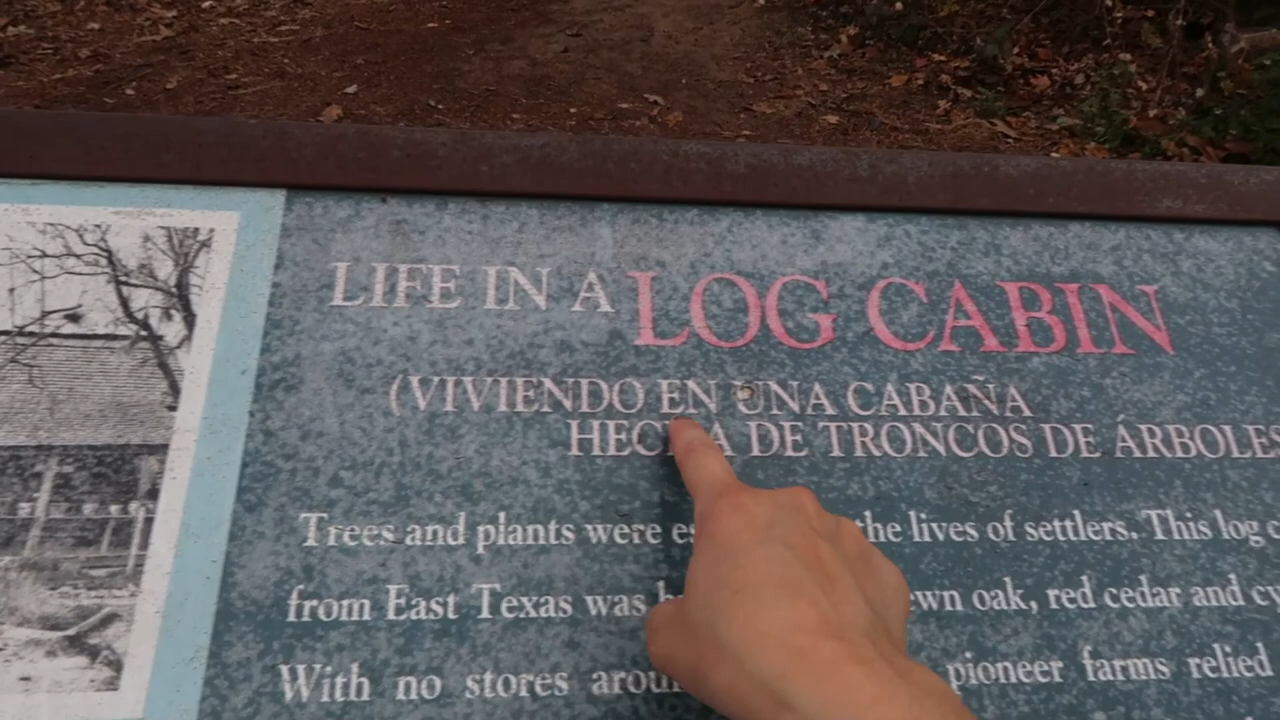 LIFE IN A LOG CABIN
(VIVIENDO EN UNA CABAÑA
HECHA DE TRONCOS DE ÁRBOLES
Trees and plants were the lives of settlers. This log
from East Texas was oak, red cedar and
With no stores pioneer farms relied